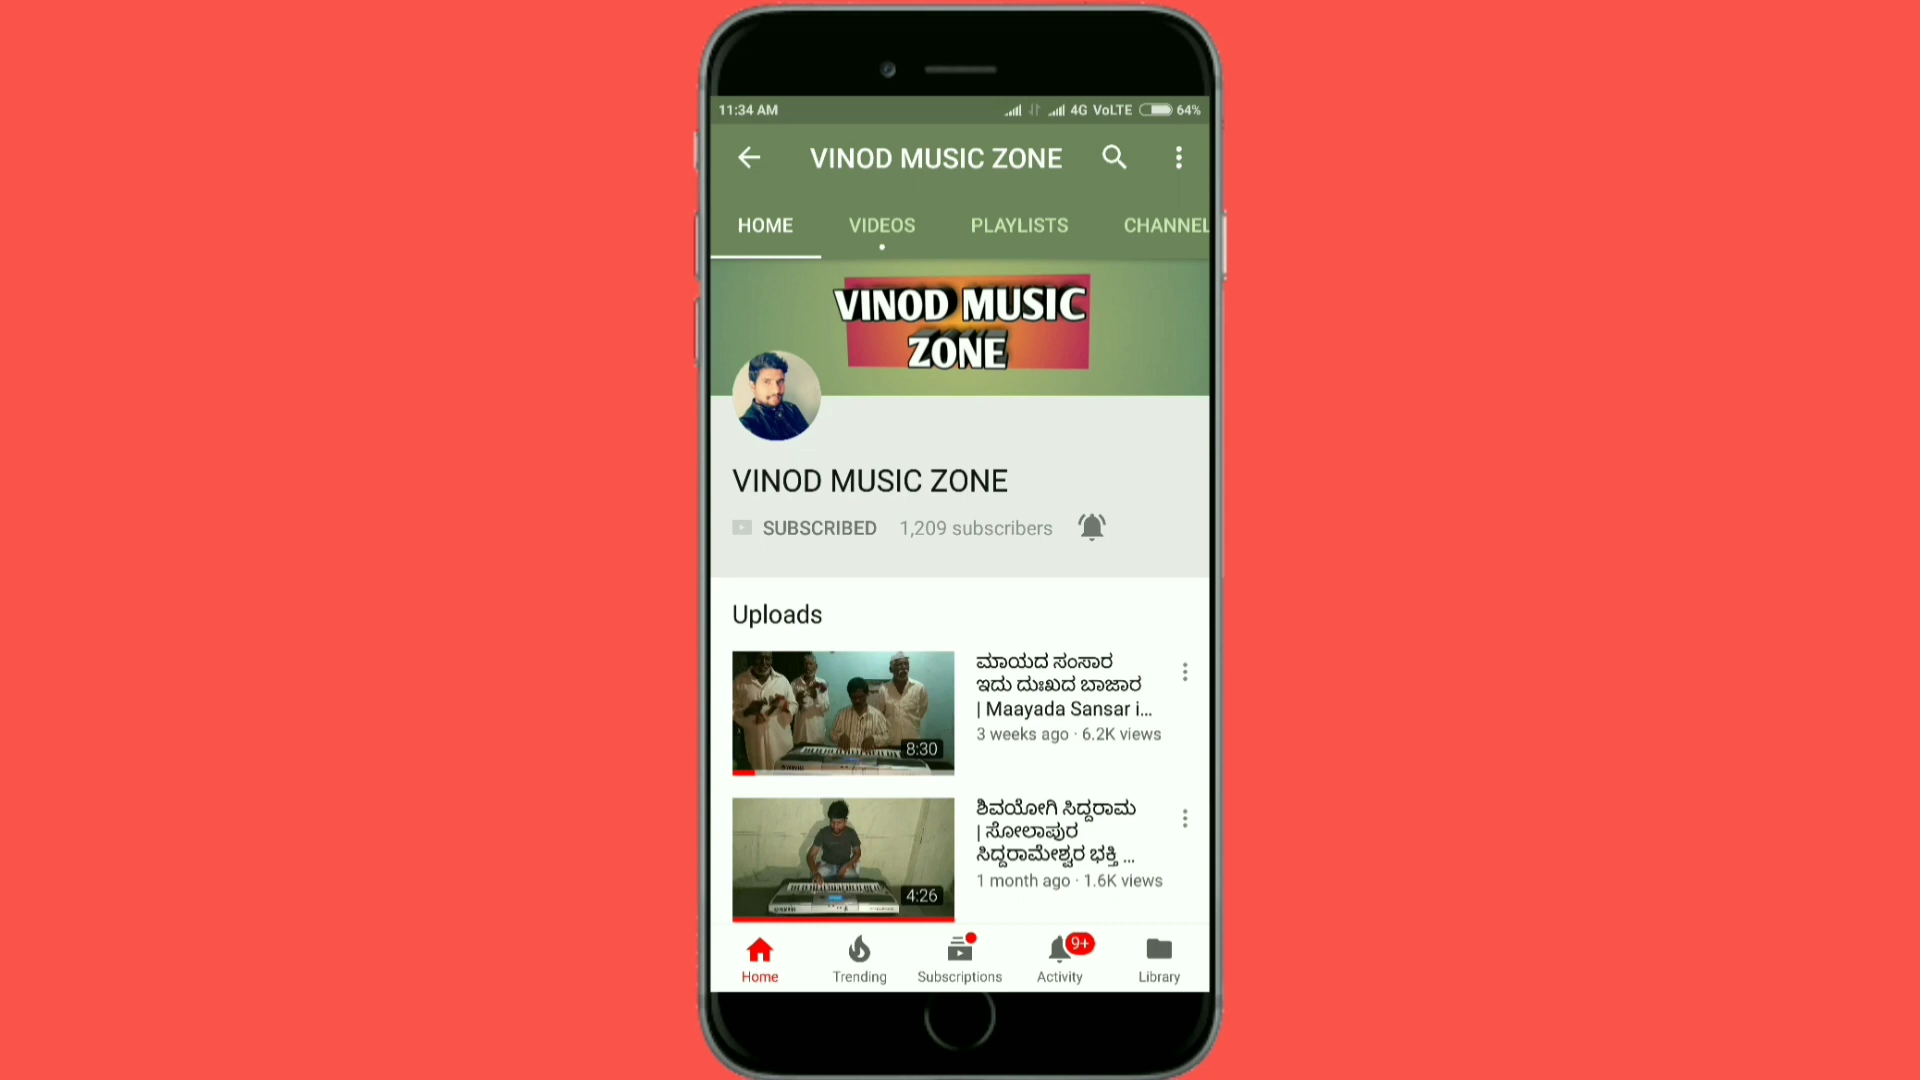 11:34 AM 4G VoLTE 64%
VINOD MUSIC ZONE
HOME VIDEOS PLAYLISTS CHANNEL
VINOD MUSIC
ZONE
VINOD MUSIC ZONE
SUBSCRIBED 1,209 subscribers
Uploads
ಮಾಯದ ಸಂಸಾರ
ಇದು ದುಃಖದ ಬಾಜಾರ
| Maayada Sansar i...
3 weeks ago · 6.2K views
8:30
ಶಿವಯೋಗಿ ಸಿದ್ದರಾಮ
| ಸೋಲಾಪುರ
ಸಿದ್ದರಾಮೇಶ್ವರ ಭಕ್ತಿ ...
1 month ago · 1.6K views
4:26
9+
Home Trending Subscriptions Activity Library